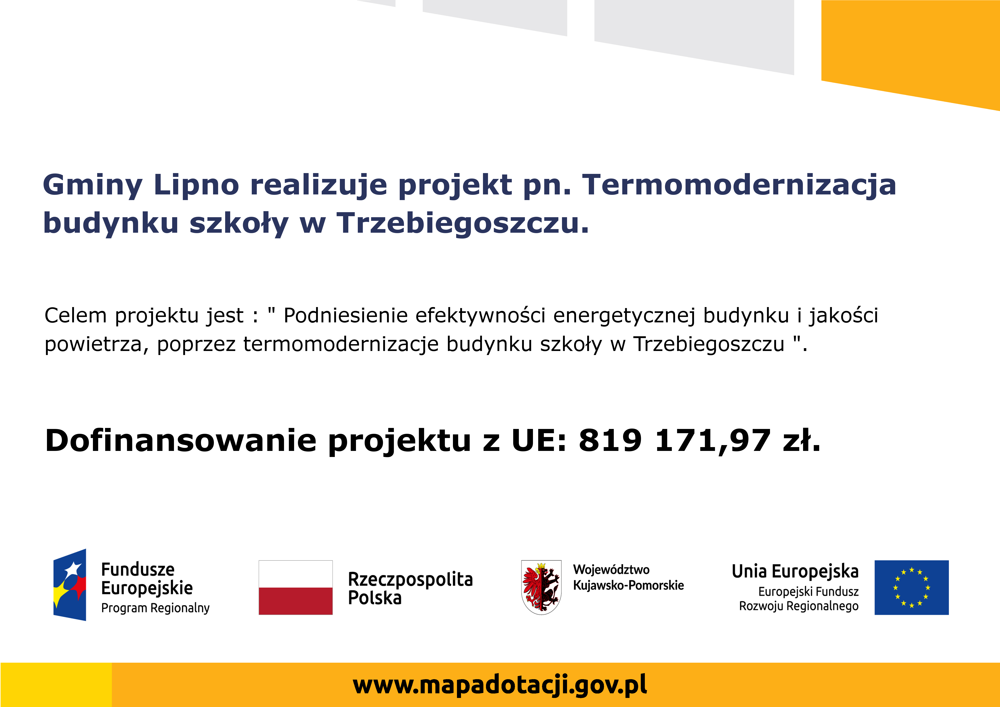 Gminy Lipno realizuje projekt pn. Termomodernizacja
budynku szkoły w Trzebiegoszczu.
Celem projektu jest : " Podniesienie efektywności energetycznej budynku i jakości
powietrza, poprzez termomodernizacje budynku szkoły w Trzebiegoszczu ".
Dofinansowanie projektu z UE: 819 171,97 zł.
Fundusze
Europejskie
Program Regionalny
Rzeczpospolita
Polska
Województwo
Kujawsko-Pomorskie
Unia Europejska
Europejski Fundusz
Rozwoju Regionalnego
www.mapadotacji.gov.pl